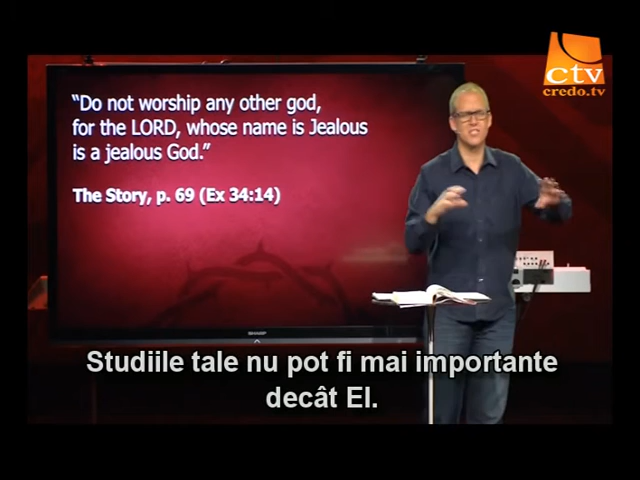 ctv
credo.tv
“Do not worship any other god,
for the LORD, whose name is Jealous
is a jealous God.”
The Story, p. 69 (Ex 34:14)
SHARP
Studiile tale nu pot fi mai importante
decât El.